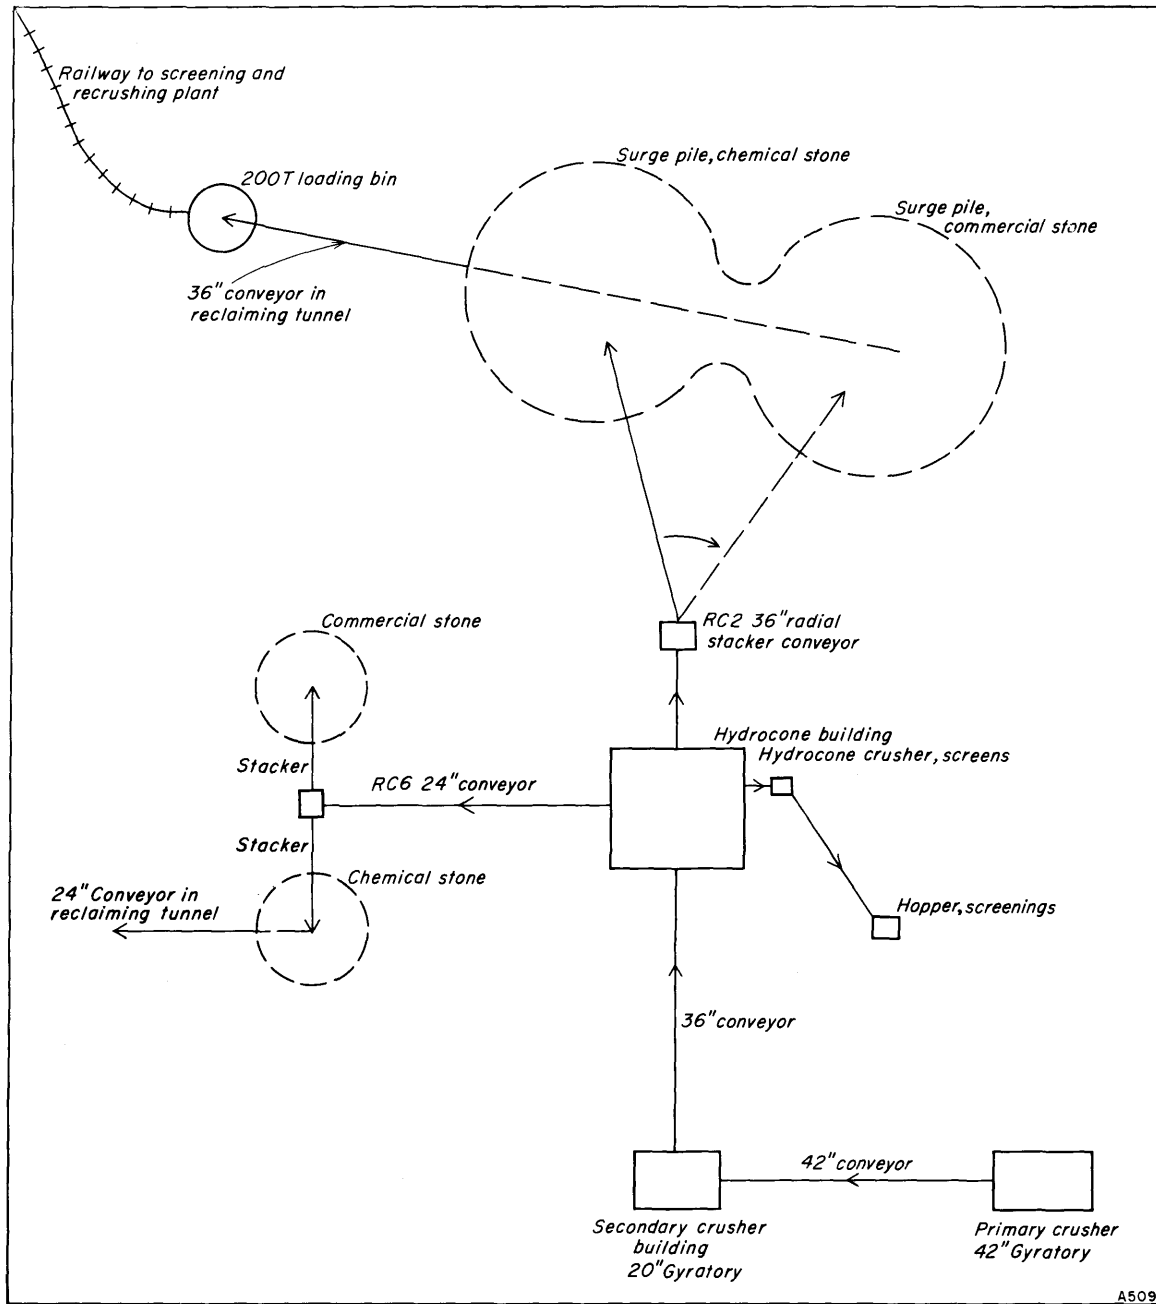 Railway to screening and
recrushing plant
200T loading bin
36" conveyor in
reclaiming tunnel
Surge pile, chemical stone
Surge pile,
commercial stone
RC2 36" radial
stacker conveyor
Commercial stone
Stacker
RC6 24" conveyor
Stacker
Chemical stone
24" Conveyor in
reclaiming tunnel
Hydrocone building
Hydrocone crusher, screens
Hopper, screenings
36" conveyor
42" conveyor
Secondary crusher
building
20" Gyratory
Primary crusher
42" Gyratory
A509